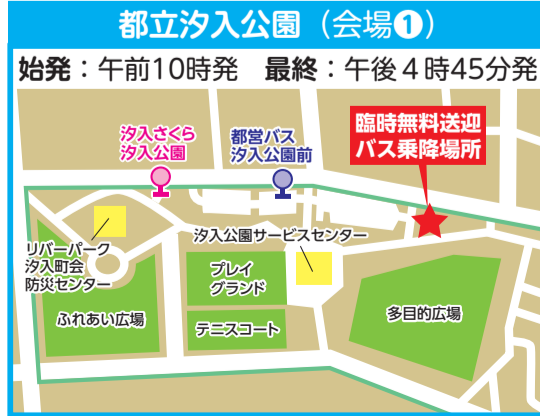 都立汐入公園（会場❶）
始発：午前10時発 最終：午後４時45分発
汐入さくら
汐入公園
都営バス
汐入公園前
臨時無料送迎
バス乗降場所
リバーパーク
汐入町会
防災センター
汐入公園サービスセンター
プレイ
グランド
ふれあい広場
テニスコート
多目的広場